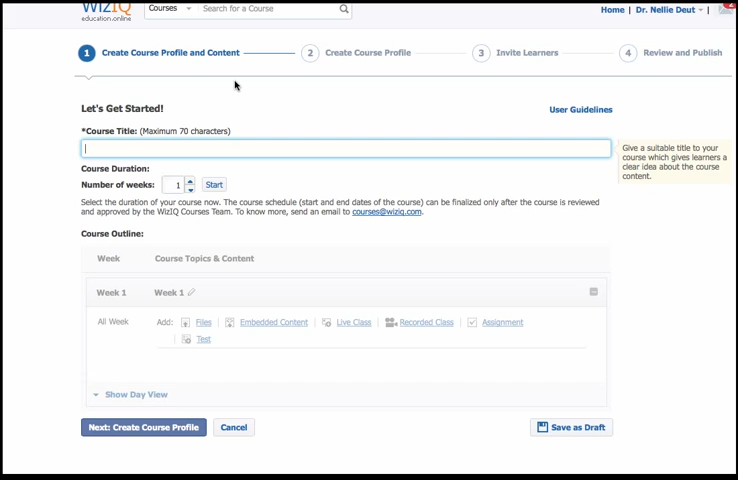 WizIQ
education.online
Courses
Search for a Course
Home | Dr. Nellie Deut |
1 Create Course Profile and Content
2 Create Course Profile
3 Invite Learners
4 Review and Publish
Let's Get Started!
User Guidelines
*Course Title: (Maximum 70 characters)
Give a suitable title to your
course which gives learners a
clear idea about the course
content.
Course Duration:
Number of weeks: 1 Start
Select the duration of your course now. The course schedule (start and end dates of the course) can be finalized only after the course is reviewed
and approved by the WizIQ Courses Team. To know more, send an email to courses@wiziq.com.
Course Outline:
Week Course Topics & Content
Week 1 Week 1
All Week Add: Files | Embedded Content | Live Class | Recorded Class | Assignment |
Test
Show Day View
Next: Create Course Profile
Cancel
Save as Draft